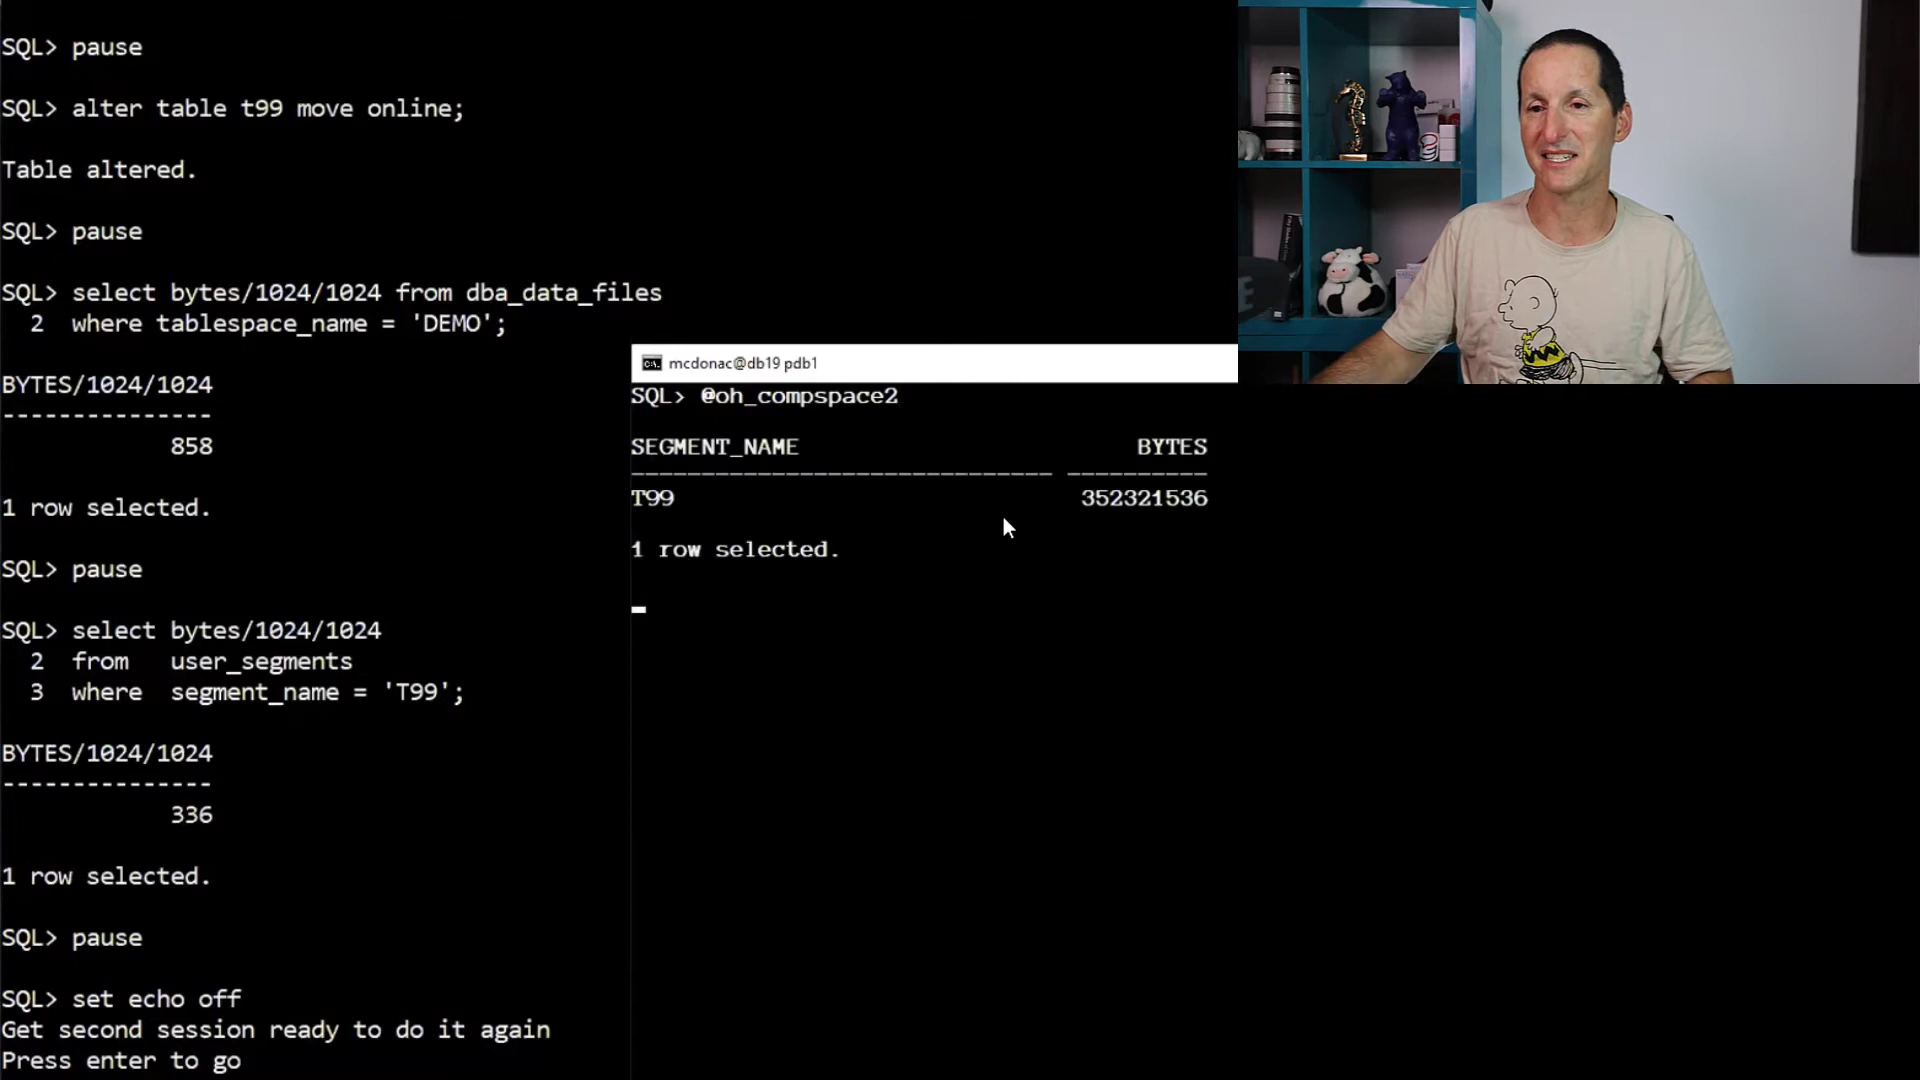 SQL> pause
SQL> alter table t99 move online;
Table altered.
SQL> pause
SQL> select bytes/1024/1024 from dba_data_files
2 where tablespace_name = 'DEMO';
BYTES/1024/1024
---------------
858
1 row selected.
SQL> pause
SQL> select bytes/1024/1024
2 from user_segments
3 where segment_name = 'T99';
BYTES/1024/1024
---------------
336
1 row selected.
SQL> pause
SQL> set echo off
Get second session ready to do it again
Press enter to go
mcdonac@db19 pdb1
SQL> @oh_compspace2
SEGMENT_NAME BYTES
------------------------------ ----------
T99 352321536
1 row selected.